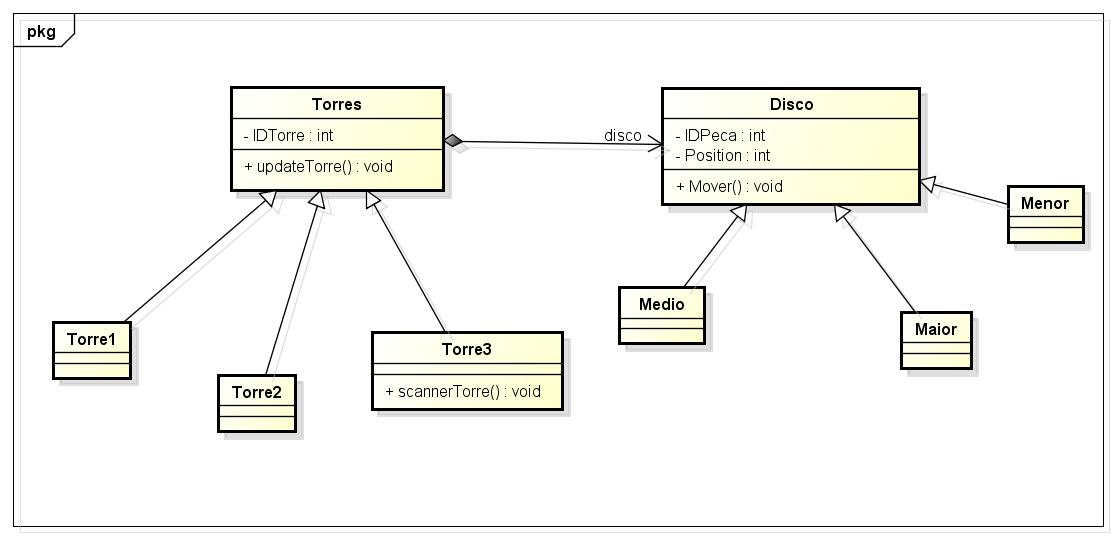 pkg
Torres
- IDTorre : int
+ updateTorre() : void
disco
Disco
- IDPeca : int
- Position : int
+ Mover() : void
Menor
Medio
Maior
Torre1
Torre2
Torre3
+ scannerTorre() : void